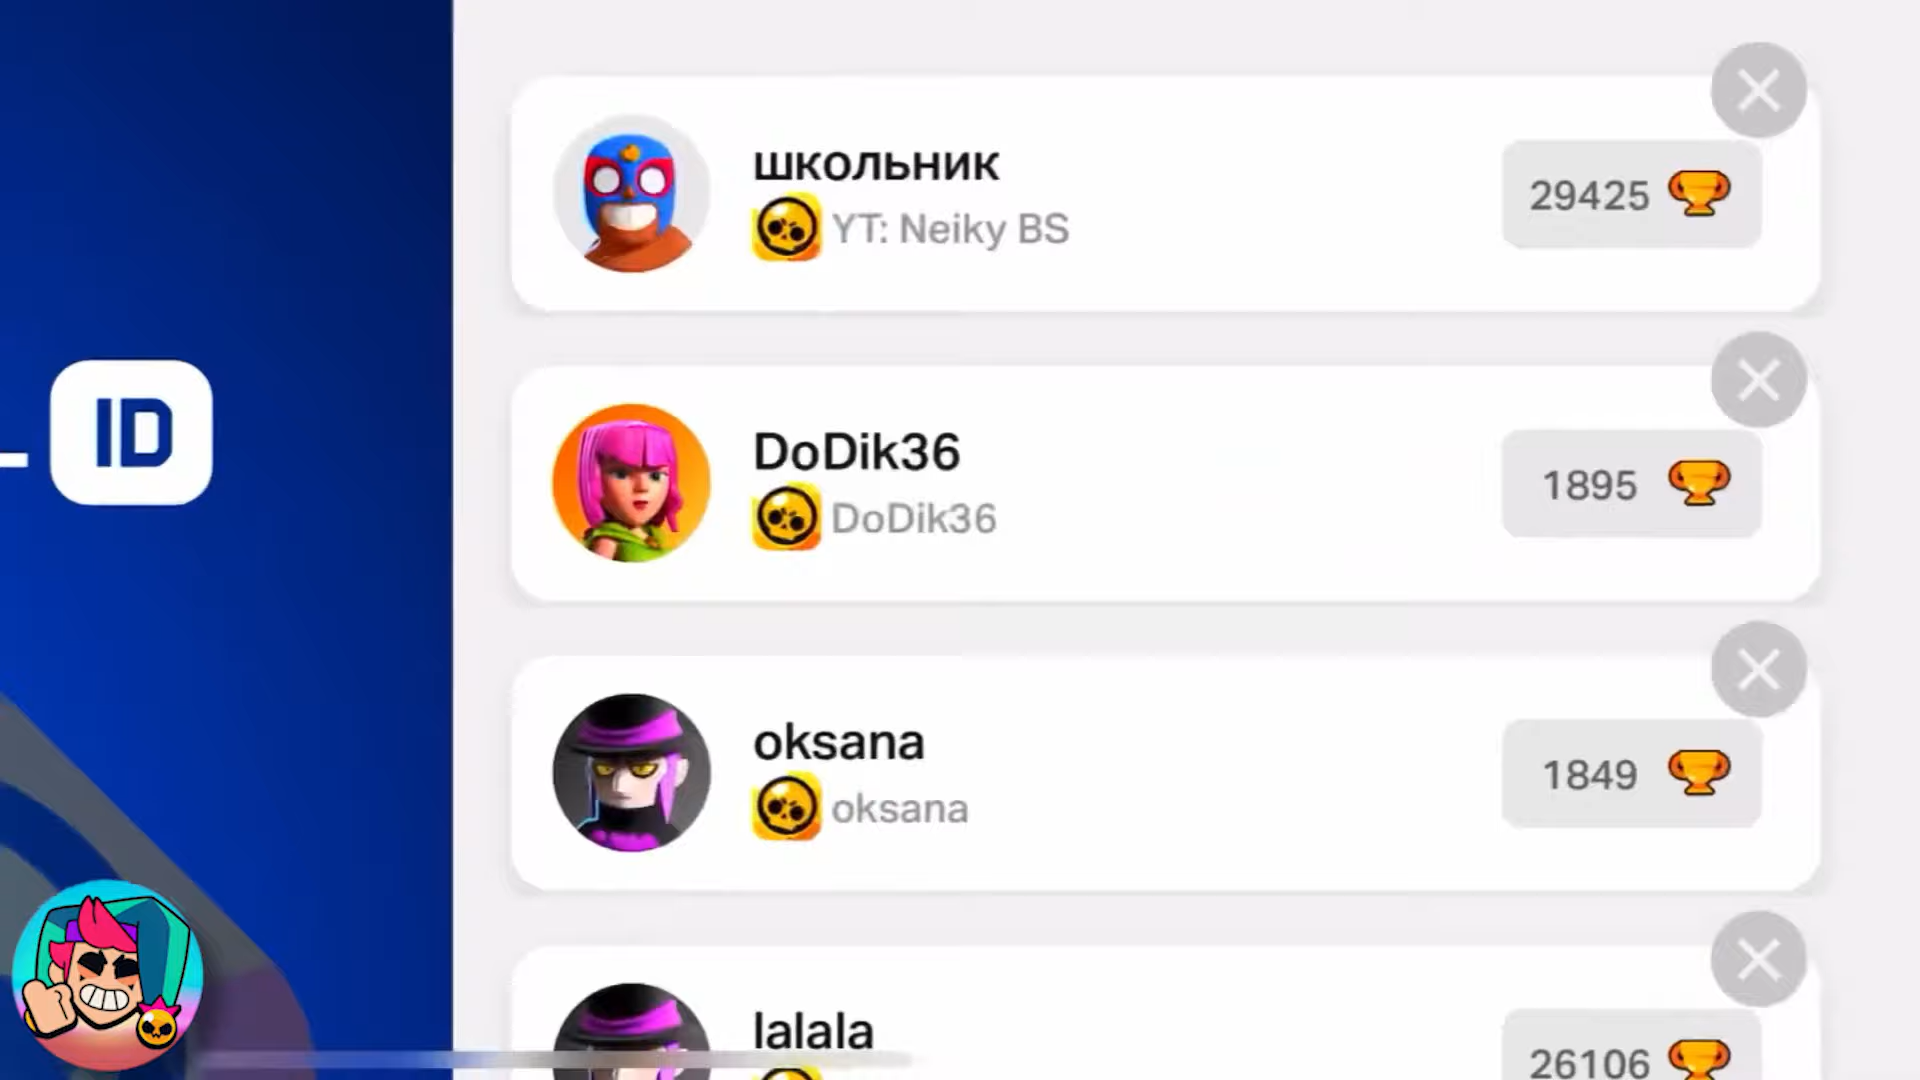 ID
школьник
YT: Neiky BS
29425
DoDik36
DoDik36
1895
oksana
oksana
1849
lalala
26106